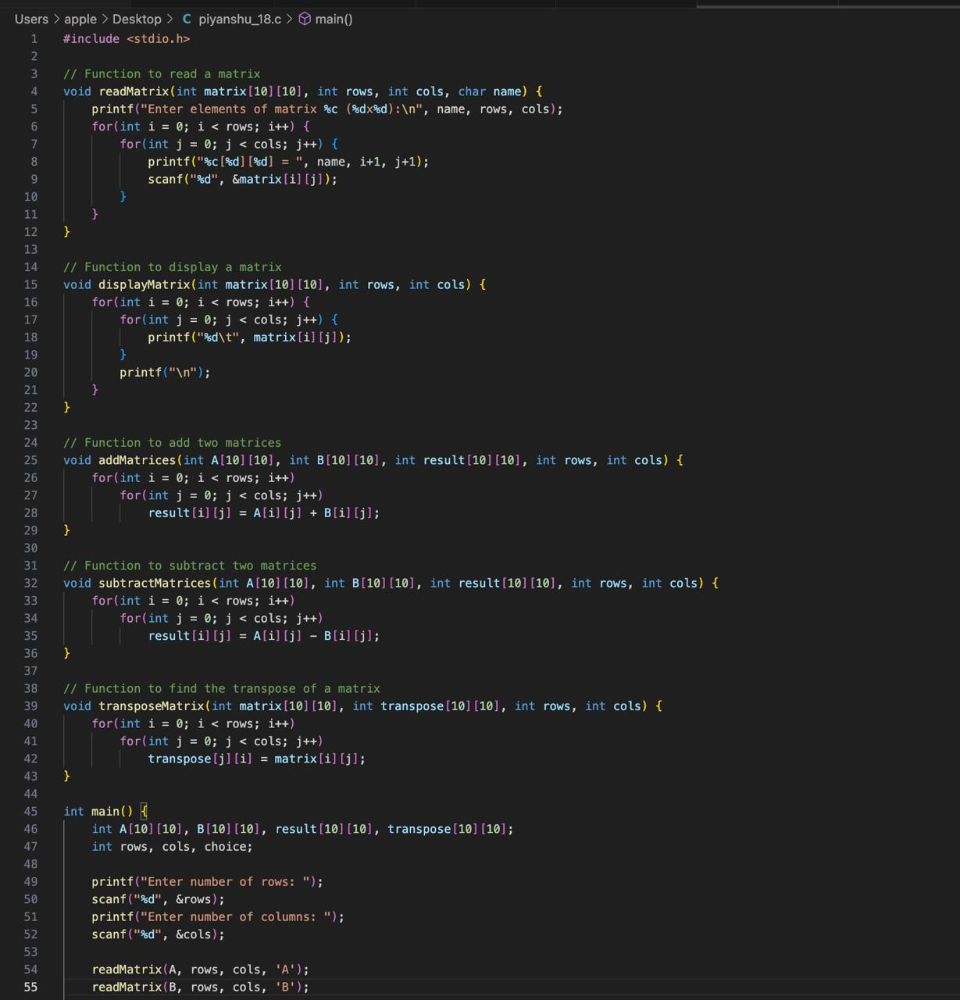 Users > apple > Desktop > C piyanshu_18.c > main()
1 #include <stdio.h>
2
3 // Function to read a matrix
4 void readMatrix(int matrix[10][10], int rows, int cols, char name) {
5     printf("Enter elements of matrix %c (%dx%d):\n", name, rows, cols);
6     for(int i = 0; i < rows; i++) {
7         for(int j = 0; j < cols; j++) {
8             printf("%c[%d][%d] = ", name, i+1, j+1);
9             scanf("%d", &matrix[i][j]);
10         }
11     }
12 }
13
14 // Function to display a matrix
15 void displayMatrix(int matrix[10][10], int rows, int cols) {
16     for(int i = 0; i < rows; i++) {
17         for(int j = 0; j < cols; j++) {
18             printf("%d\t", matrix[i][j]);
19         }
20         printf("\n");
21     }
22 }
23
24 // Function to add two matrices
25 void addMatrices(int A[10][10], int B[10][10], int result[10][10], int rows, int cols) {
26     for(int i = 0; i < rows; i++)
27         for(int j = 0; j < cols; j++)
28             result[i][j] = A[i][j] + B[i][j];
29 }
30
31 // Function to subtract two matrices
32 void subtractMatrices(int A[10][10], int B[10][10], int result[10][10], int rows, int cols) {
33     for(int i = 0; i < rows; i++)
34         for(int j = 0; j < cols; j++)
35             result[i][j] = A[i][j] - B[i][j];
36 }
37
38 // Function to find the transpose of a matrix
39 void transposeMatrix(int matrix[10][10], int transpose[10][10], int rows, int cols) {
40     for(int i = 0; i < rows; i++)
41         for(int j = 0; j < cols; j++)
42             transpose[j][i] = matrix[i][j];
43 }
44
45 int main() {
46     int A[10][10], B[10][10], result[10][10], transpose[10][10];
47     int rows, cols, choice;
48
49     printf("Enter number of rows: ");
50     scanf("%d", &rows);
51     printf("Enter number of columns: ");
52     scanf("%d", &cols);
53
54     readMatrix(A, rows, cols, 'A');
55     readMatrix(B, rows, cols, 'B');